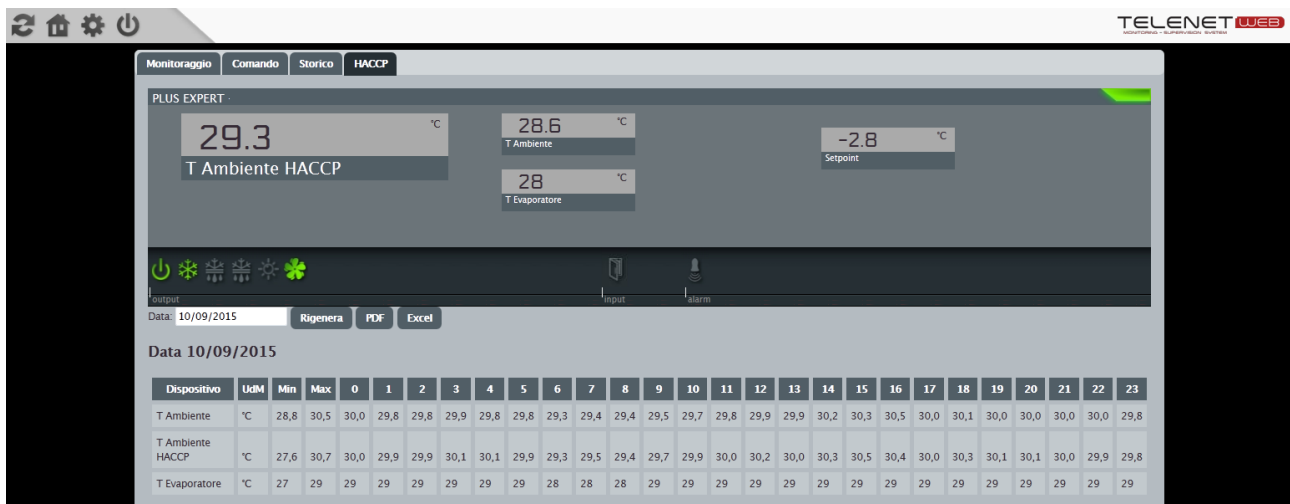 TELENET WEB
MONITORING - SUPERVISION SYSTEM
Monitoraggio Comando Storico HACCP
PLUS EXPERT -
29.3 °C
T Ambiente HACCP
28.6 °C
T Ambiente
28 °C
T Evaporatore
-2.8 °C
Setpoint
output input alarm
Data: 10/09/2015 Rigenera PDF Excel
Data 10/09/2015
Dispositivo UdM Min Max 0 1 2 3 4 5 6 7 8 9 10 11 12 13 14 15 16 17 18 19 20 21 22 23
T Ambiente °C 28,8 30,5 30,0 29,8 29,8 29,9 29,8 29,8 29,3 29,4 29,4 29,5 29,7 29,8 29,9 29,9 30,2 30,3 30,5 30,0 30,1 30,0 30,0 30,0 30,0 29,8
T Ambiente
HACCP °C 27,6 30,7 30,0 29,9 29,9 30,1 30,1 29,9 29,3 29,5 29,4 29,7 29,9 30,0 30,2 30,0 30,3 30,5 30,4 30,0 30,3 30,1 30,1 30,0 29,9 29,8
T Evaporatore °C 27 29 29 29 29 29 29 29 28 28 28 29 29 29 29 29 29 29 29 29 29 29 29 29 29 29